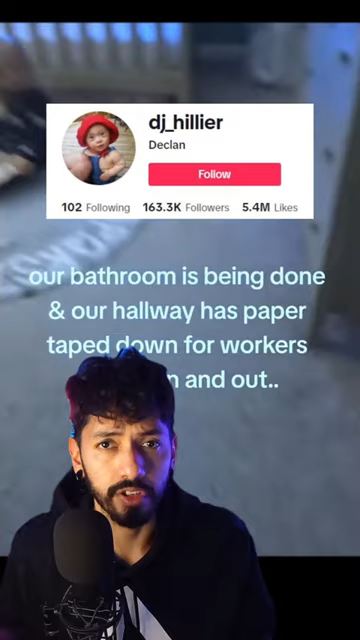 dj_hillier
Declan
Follow
102 Following 163.3K Followers 5.4M Likes
our bathroom is being done
& our hallway has paper
taped down for workers
and out..